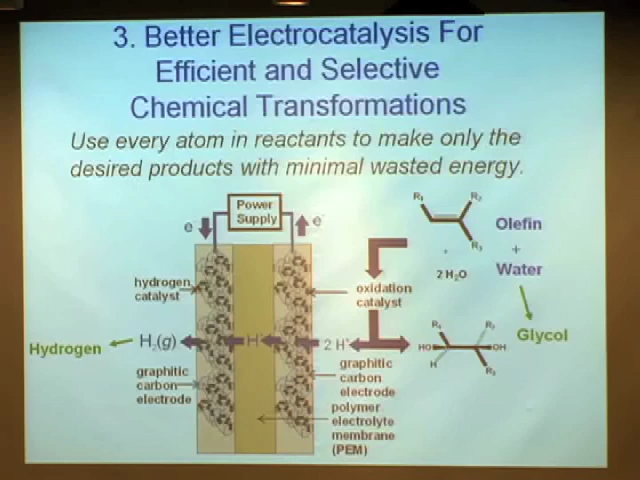 3. Better Electrocatalysis For
Efficient and Selective
Chemical Transformations
Use every atom in reactants to make only the
desired products with minimal wasted energy.
Power
Supply
e⁻
e⁻
R₁
R₂
R₃
Olefin
+
+
Water
2 H₂O
hydrogen
catalyst
oxidation
catalyst
Glycol
Hydrogen
H₂(g)
H⁺
2 H⁺
R₁
R₂
HO
OH
H
R₃
graphitic
carbon
electrode
graphitic
carbon
electrode
polymer
electrolyte
membrane
(PEM)